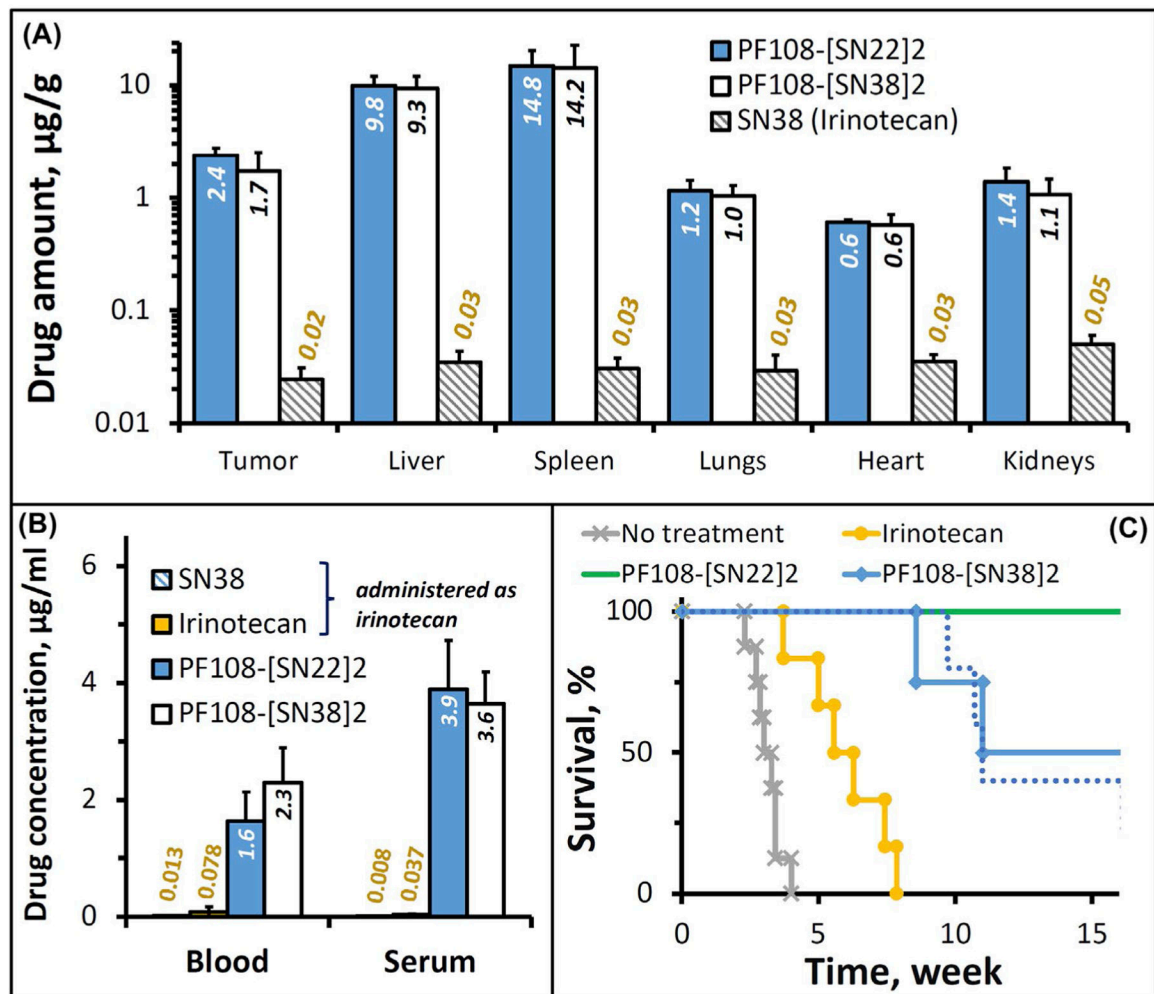 (A)
Drug amount, µg/g
10
1
0.1
0.01
PF108-[SN22]2
PF108-[SN38]2
SN38 (Irinotecan)
2.4
1.7
0.02
9.8
9.3
0.03
14.8
14.2
0.03
1.2
1.0
0.03
0.6
0.6
0.03
1.4
1.1
0.05
Tumor
Liver
Spleen
Lungs
Heart
Kidneys
(B)
Drug concentration, µg/ml
6
4
2
0
SN38
Irinotecan
administered as
irinotecan
PF108-[SN22]2
PF108-[SN38]2
0.013
0.078
1.6
2.3
0.008
0.037
3.9
3.6
Blood
Serum
(C)
No treatment
Irinotecan
PF108-[SN22]2
PF108-[SN38]2
Survival, %
100
50
0
0
5
10
15
Time, week